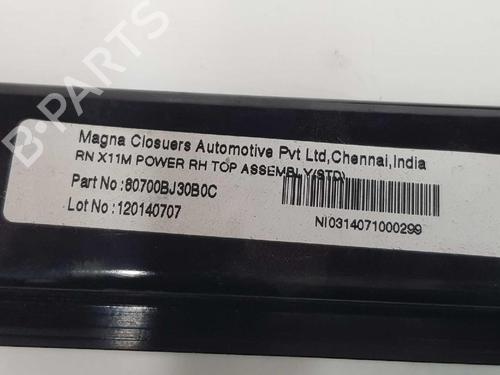 B-PARTS
Magna Closuers Automotive Pvt Ltd,Chennai,India
RN X11M POWER RH TOP ASSEMBLY(STD)
Part No :80700BJ30B0C
Lot No :120140707
NI0314071000299